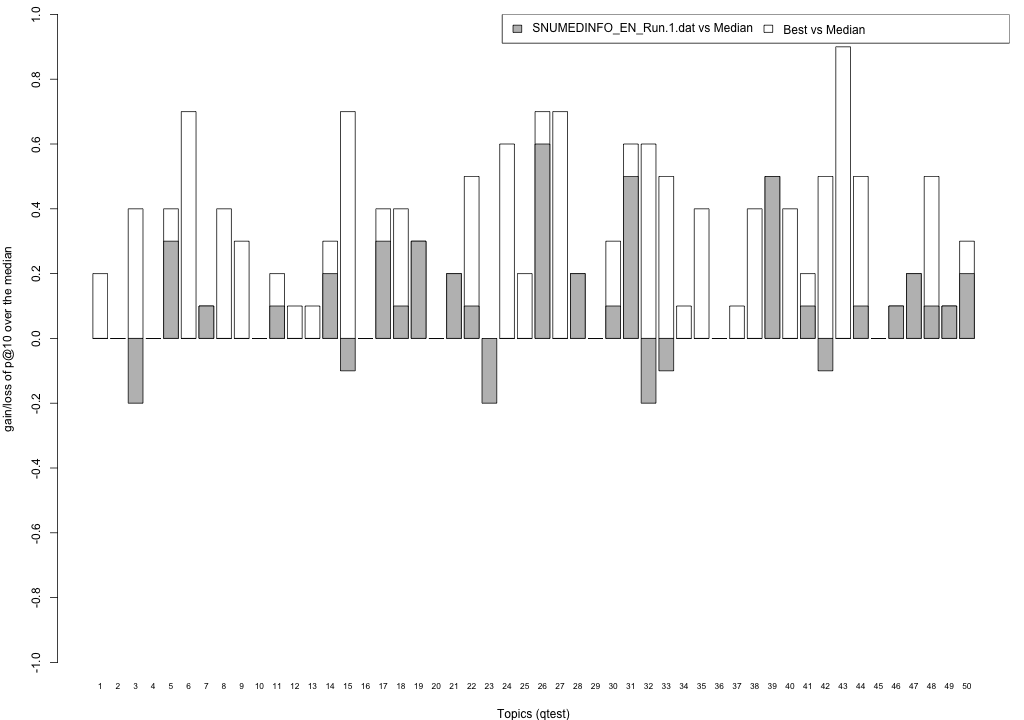 SNUMEDINFO_EN_Run.1.dat vs Median Best vs Median
1.0
0.8
0.6
0.4
0.2
0.0
-0.2
-0.4
-0.6
-0.8
-1.0
gain/loss of p@10 over the median
1 2 3 4 5 6 7 8 9 10 11 12 13 14 15 16 17 18 19 20 21 22 23 24 25 26 27 28 29 30 31 32 33 34 35 36 37 38 39 40 41 42 43 44 45 46 47 48 49 50
Topics (qtest)